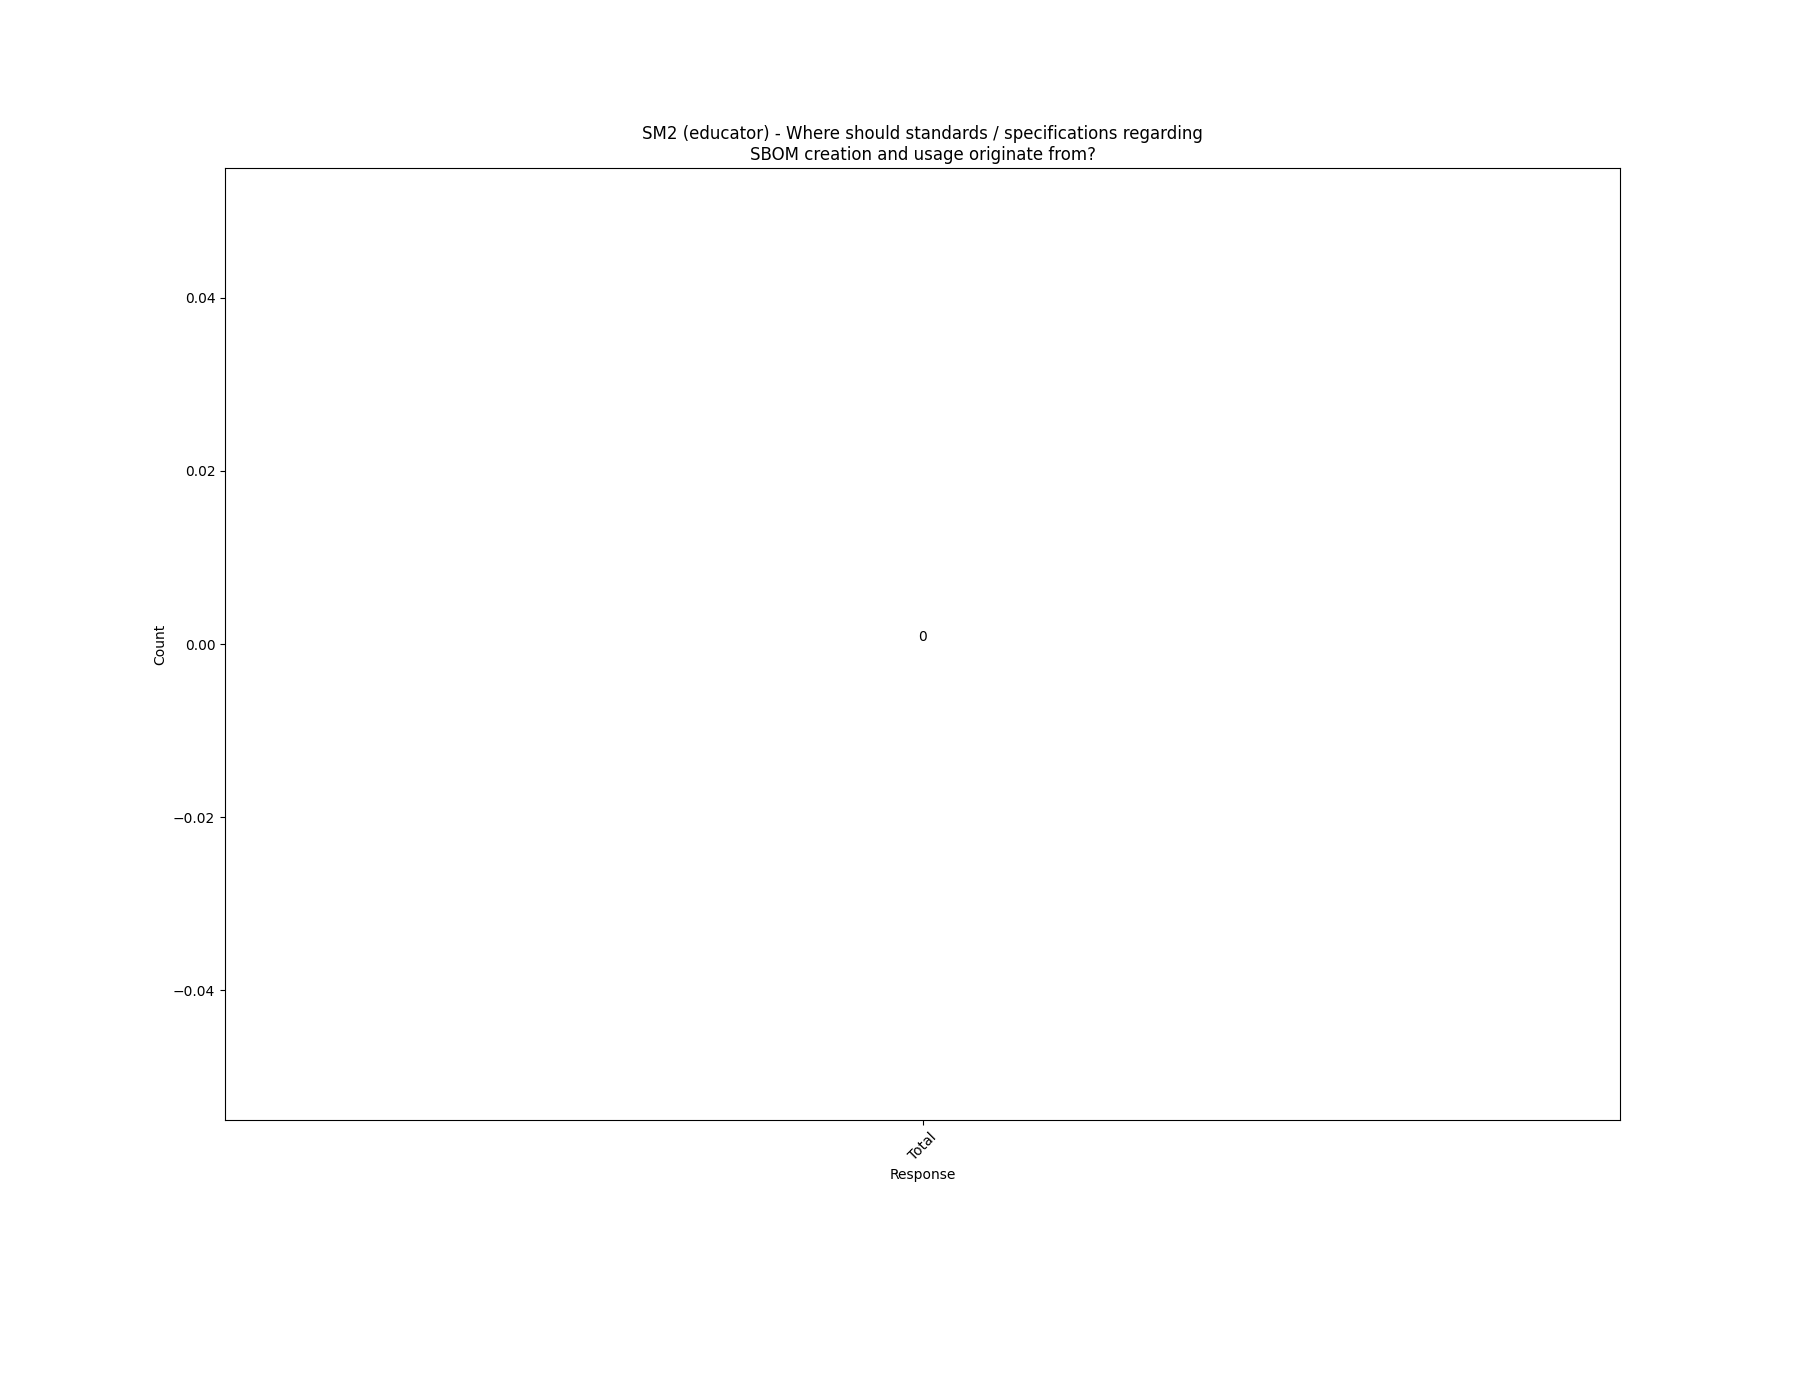 SM2 (educator) - Where should standards / specifications regarding
SBOM creation and usage originate from?
0.04
0.02
0.00
−0.02
−0.04
Count
0
Total
Response